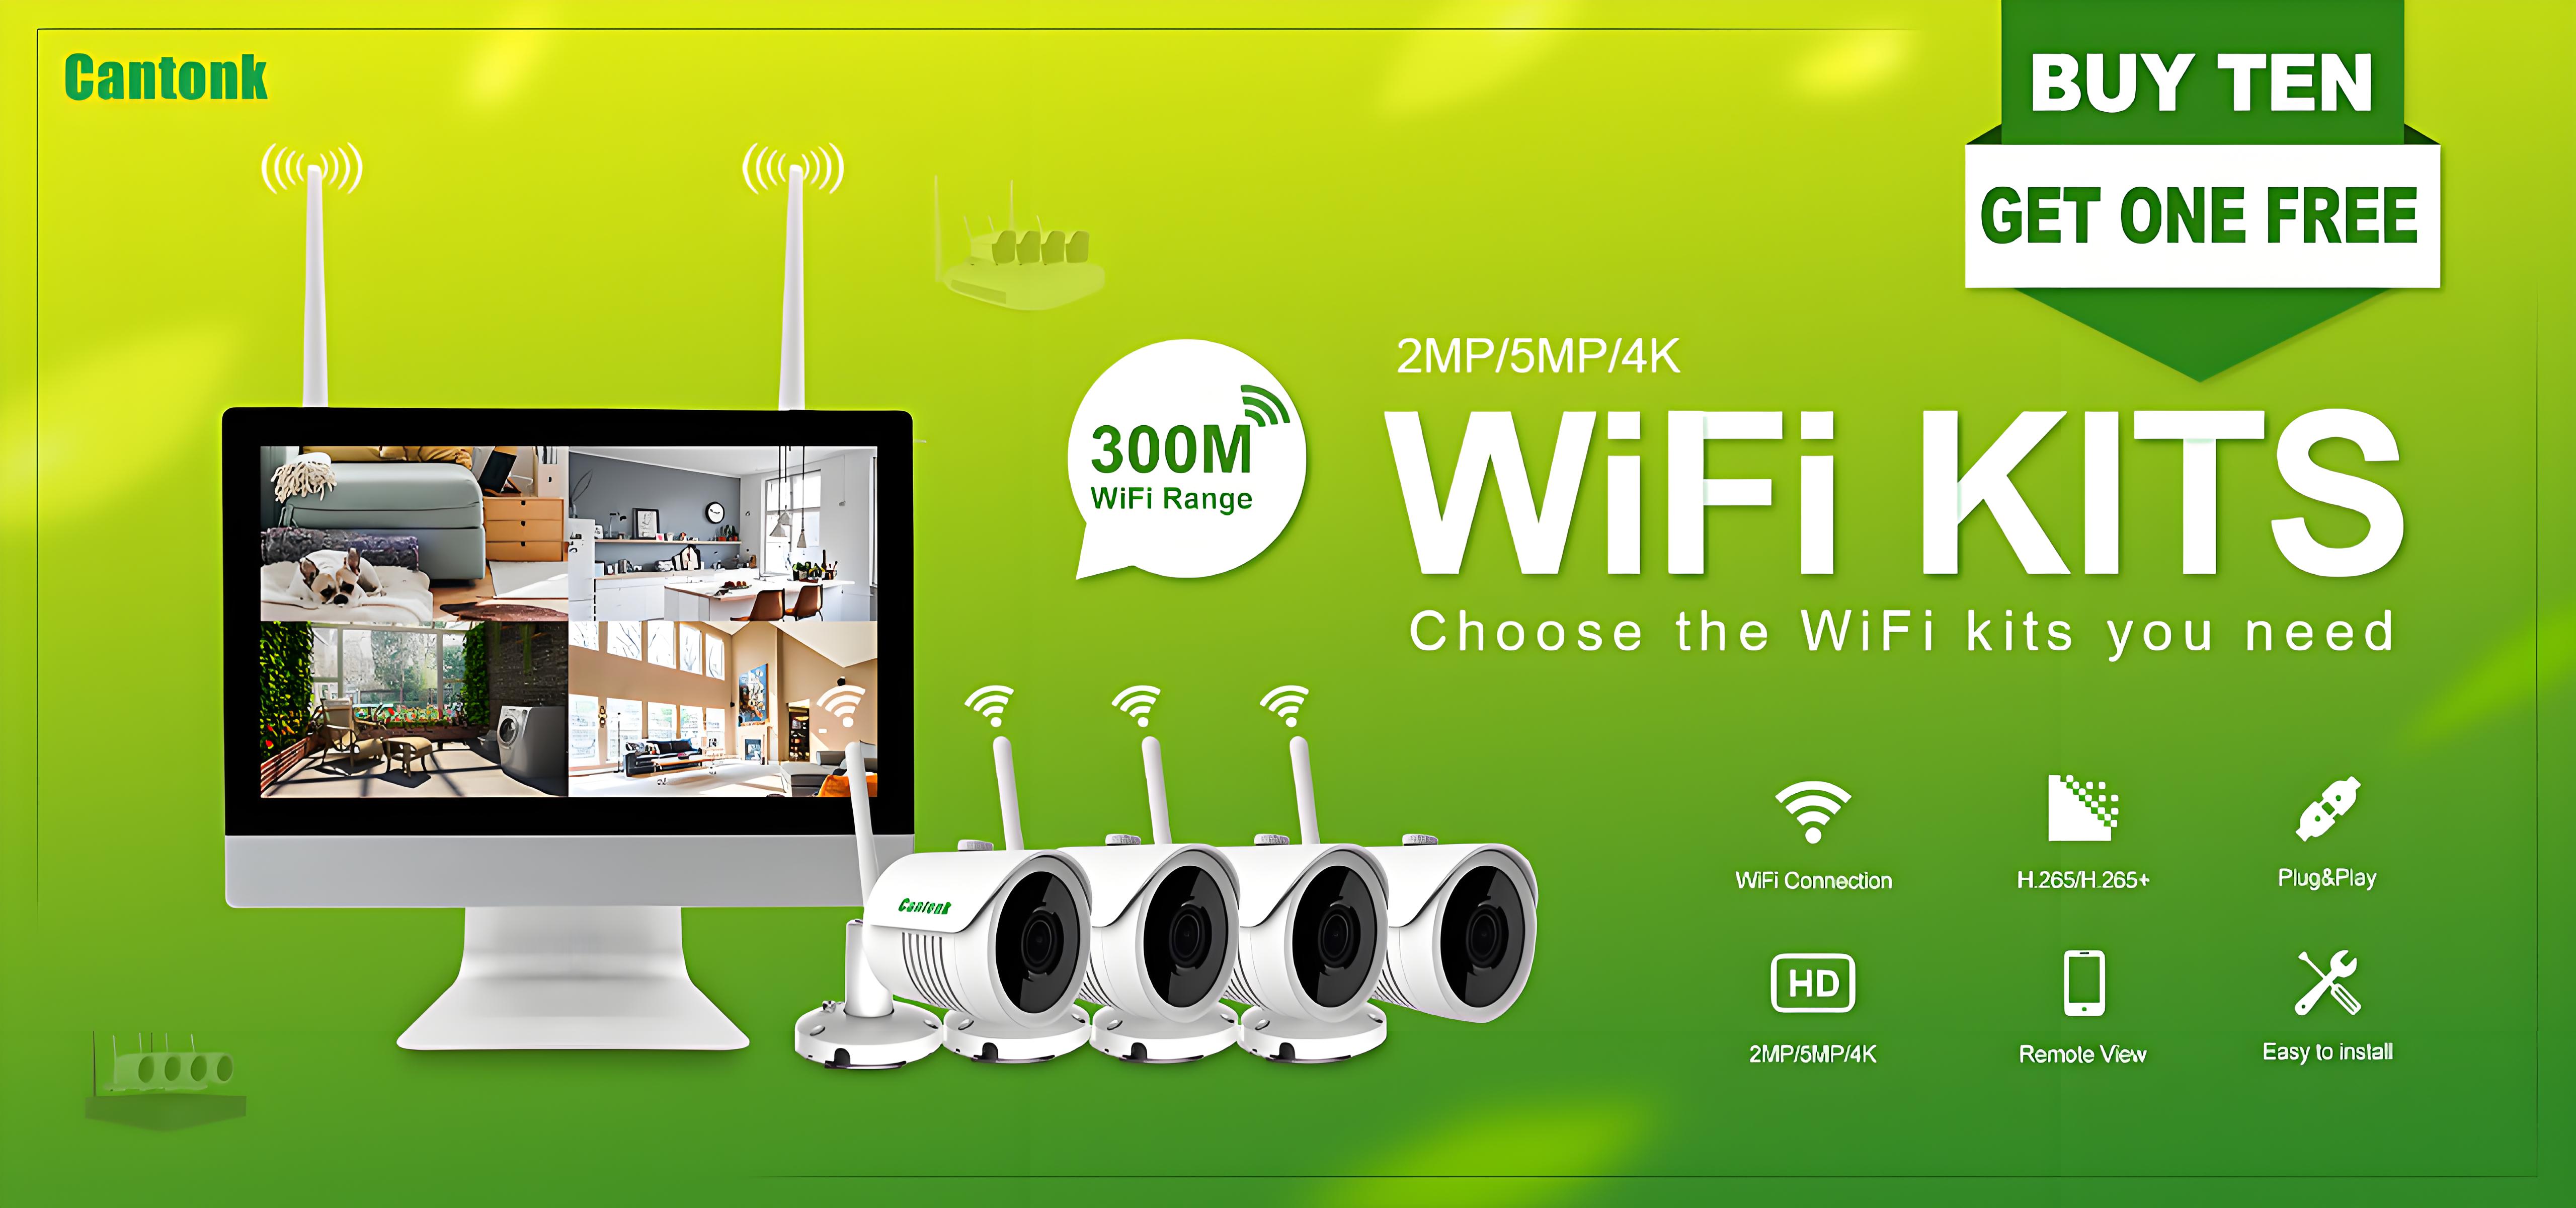 Cantonk
BUY TEN
GET ONE FREE
300M
WiFi Range
2MP/5MP/4K
WiFi KITS
Choose the WiFi kits you need
Cantonk
WiFi Connection
H.265/H.265+
Plug&Play
HD
2MP/5MP/4K
Remote View
Easy to install